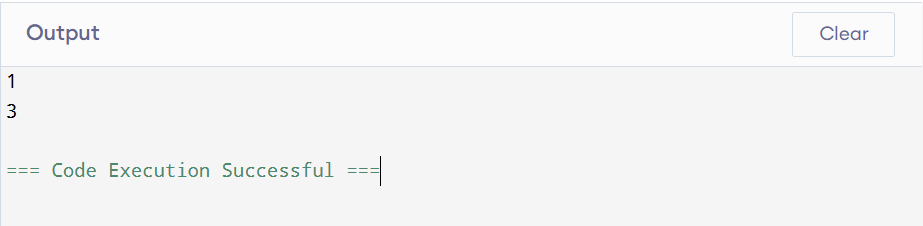 Output
Clear
1
3
=== Code Execution Successful ===